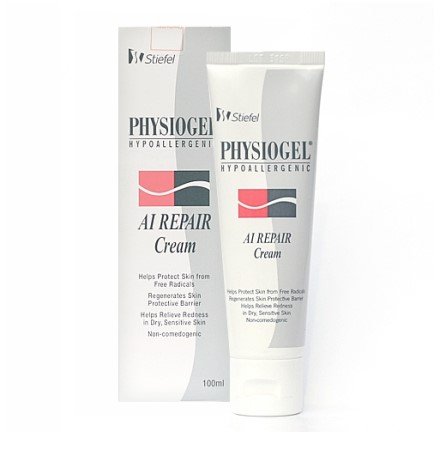 Stiefel
PHYSIOGEL
HYPOALLERGENIC
AI REPAIR
Cream
Helps Protect Skin from
Free Radicals
Regenerates Skin
Protective Barrier
Helps Relieve Redness
in Dry, Sensitive Skin
Non-comedogenic
100ml
Stiefel
PHYSIOGEL®
HYPOALLERGENIC
AI REPAIR
Cream
Helps Protect Skin from Free Radicals
Regenerates Skin Protective Barrier
Helps Relieve Redness
in Dry, Sensitive Skin
Non-comedogenic